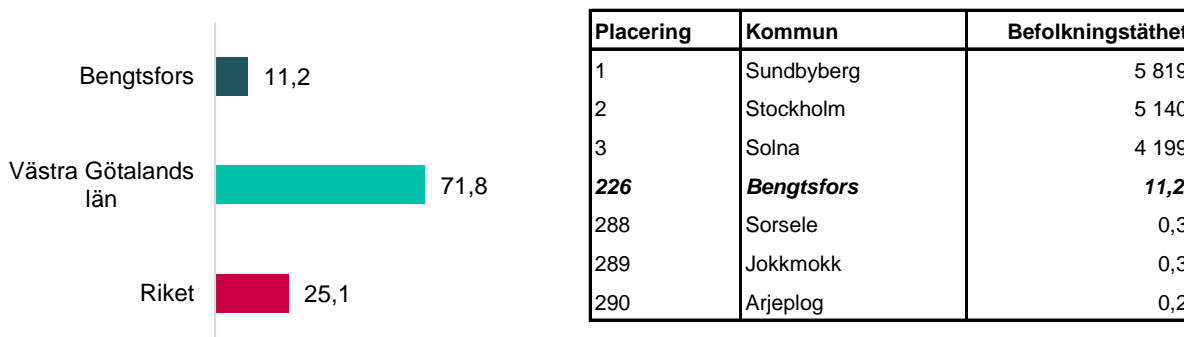 Bengtsfors 11,2
Västra Götalands
län
71,8
Riket 25,1
Placering Kommun Befolkningstäthet
1 Sundbyberg 5 819
2 Stockholm 5 140
3 Solna 4 199
226 Bengtsfors 11,2
288 Sorsele 0,3
289 Jokkmokk 0,3
290 Arjeplog 0,2